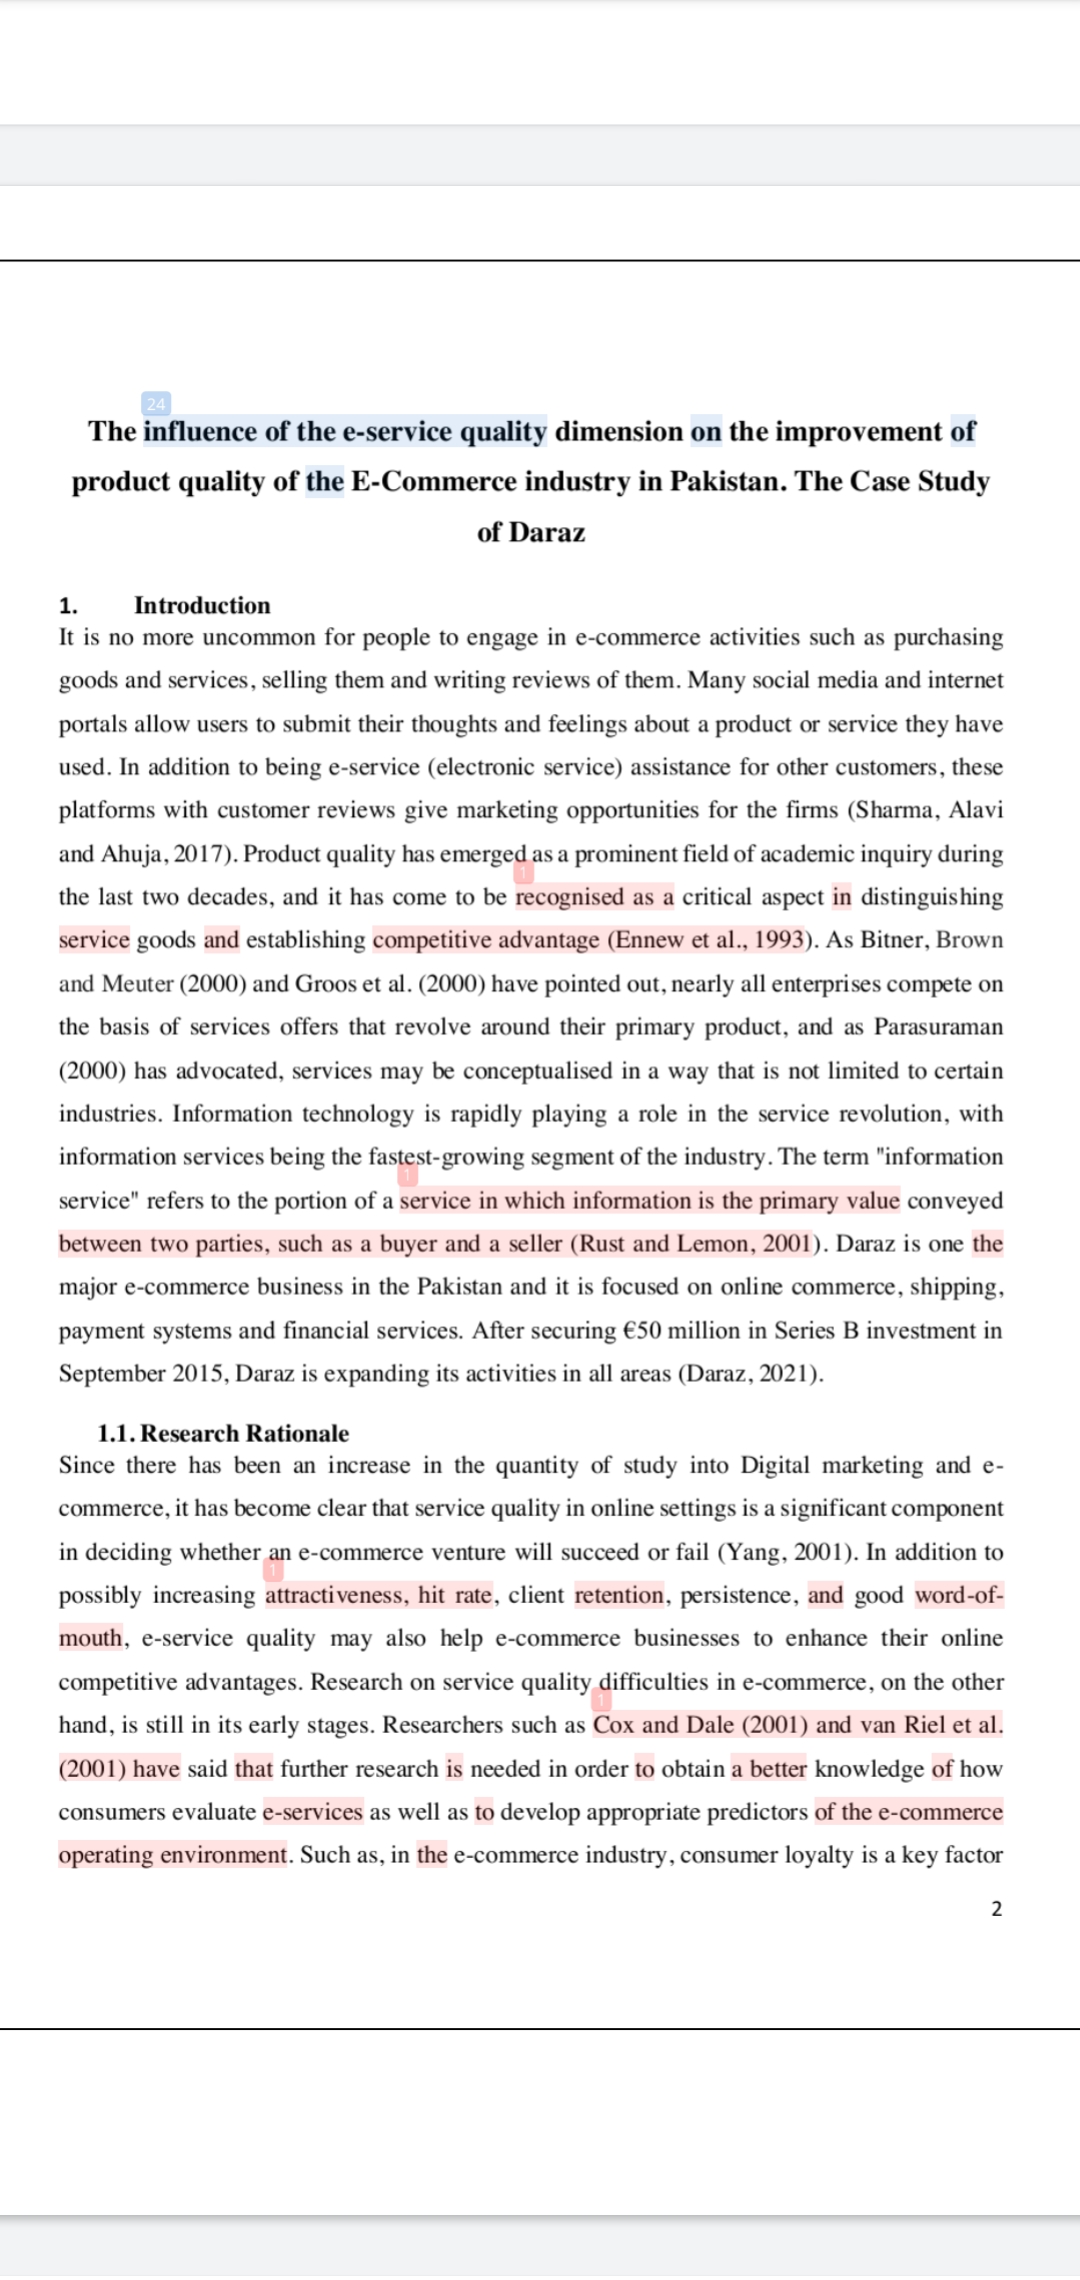 24
The influence of the e-service quality dimension on the improvement of
product quality of the E-Commerce industry in Pakistan. The Case Study
of Daraz
1. Introduction
It is no more uncommon for people to engage in e-commerce activities such as purchasing
goods and services, selling them and writing reviews of them. Many social media and internet
portals allow users to submit their thoughts and feelings about a product or service they have
used. In addition to being e-service (electronic service) assistance for other customers, these
platforms with customer reviews give marketing opportunities for the firms (Sharma, Alavi
and Ahuja, 2017). Product quality has emerged as a prominent field of academic inquiry during
1
the last two decades, and it has come to be recognised as a critical aspect in distinguishing
service goods and establishing competitive advantage (Ennew et al., 1993). As Bitner, Brown
and Meuter (2000) and Groos et al. (2000) have pointed out, nearly all enterprises compete on
the basis of services offers that revolve around their primary product, and as Parasuraman
(2000) has advocated, services may be conceptualised in a way that is not limited to certain
industries. Information technology is rapidly playing a role in the service revolution, with
information services being the fastest-growing segment of the industry. The term "information
1
service" refers to the portion of a service in which information is the primary value conveyed
between two parties, such as a buyer and a seller (Rust and Lemon, 2001). Daraz is one the
major e-commerce business in the Pakistan and it is focused on online commerce, shipping,
payment systems and financial services. After securing €50 million in Series B investment in
September 2015, Daraz is expanding its activities in all areas (Daraz, 2021).
1.1. Research Rationale
Since there has been an increase in the quantity of study into Digital marketing and e-
commerce, it has become clear that service quality in online settings is a significant component
in deciding whether an e-commerce venture will succeed or fail (Yang, 2001). In addition to
1
possibly increasing attractiveness, hit rate, client retention, persistence, and good word-of-
mouth, e-service quality may also help e-commerce businesses to enhance their online
competitive advantages. Research on service quality difficulties in e-commerce, on the other
1
hand, is still in its early stages. Researchers such as Cox and Dale (2001) and van Riel et al.
(2001) have said that further research is needed in order to obtain a better knowledge of how
consumers evaluate e-services as well as to develop appropriate predictors of the e-commerce
operating environment. Such as, in the e-commerce industry, consumer loyalty is a key factor
2